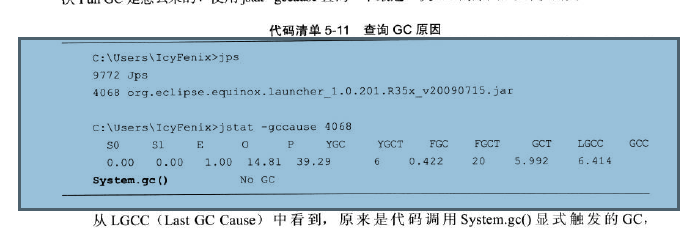 代码清单 5-11 查询 GC 原因
C:\Users\IcyFenix>jps
9772 Jps
4068 org.eclipse.equinox.launcher_1.0.201.R35x_v20090715.jar
C:\Users\IcyFenix>jstat -gccause 4068
S0 S1 E O P YGC YGCT FGC FGCT GCT LGCC GCC
0.00 0.00 1.00 14.81 39.29 6 0.422 20 5.992 6.414
System.gc() No GC
从 LGCC（Last GC Cause）中看到，原来是代码调用 System.gc() 显式触发的 GC，